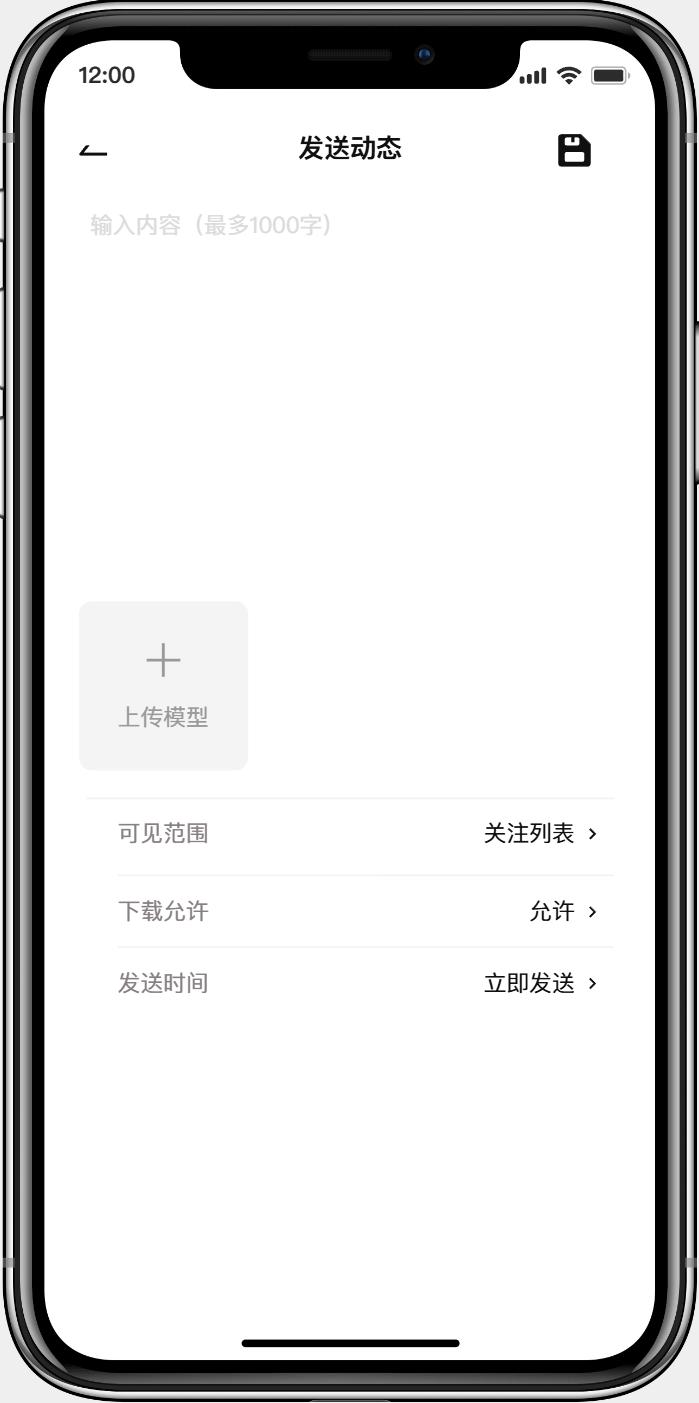 12:00
发送动态
输入内容（最多1000字）
上传模型
可见范围 关注列表
下载允许 允许
发送时间 立即发送